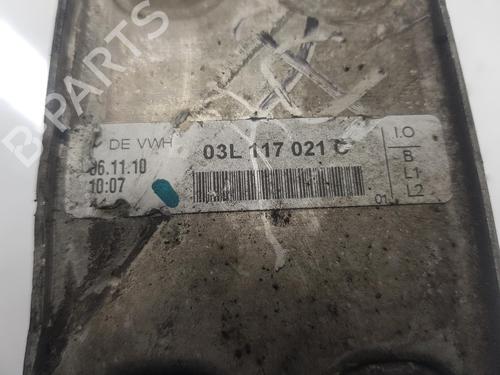 B-PARTS
DE VWH
06.11.10
10:07
03L 117 021 C
I.O
B
L1
L2
01